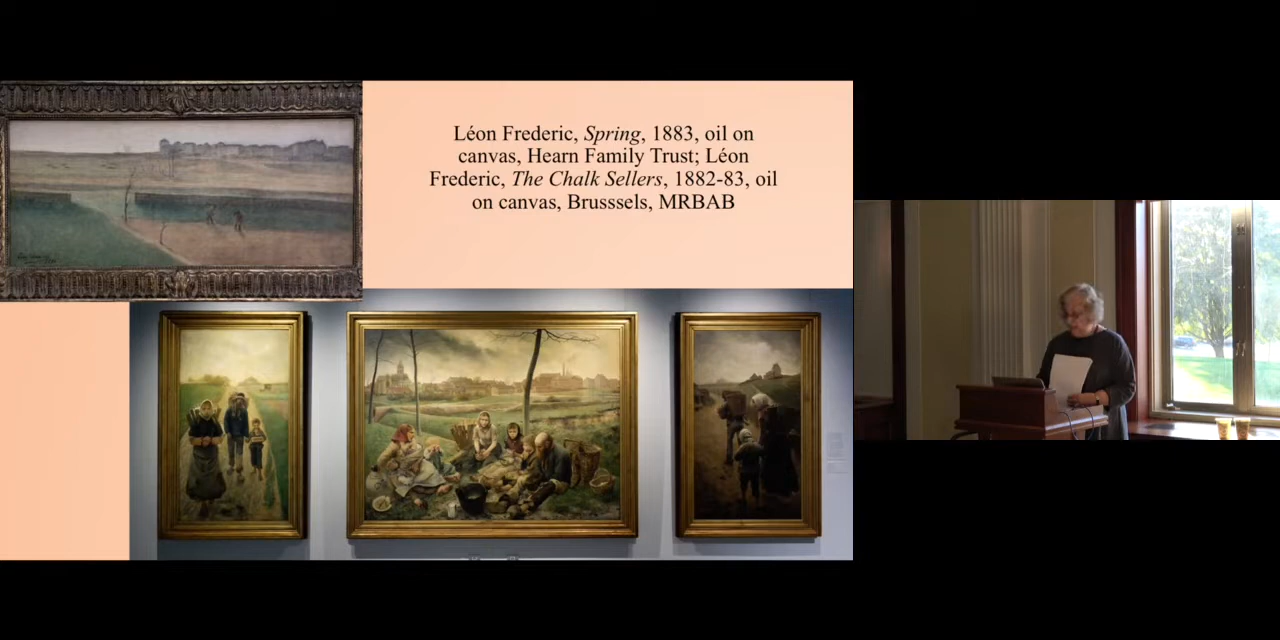 Léon Frederic, Spring, 1883, oil on
canvas, Hearn Family Trust; Léon
Frederic, The Chalk Sellers, 1882-83, oil
on canvas, Brusssels, MRBAB